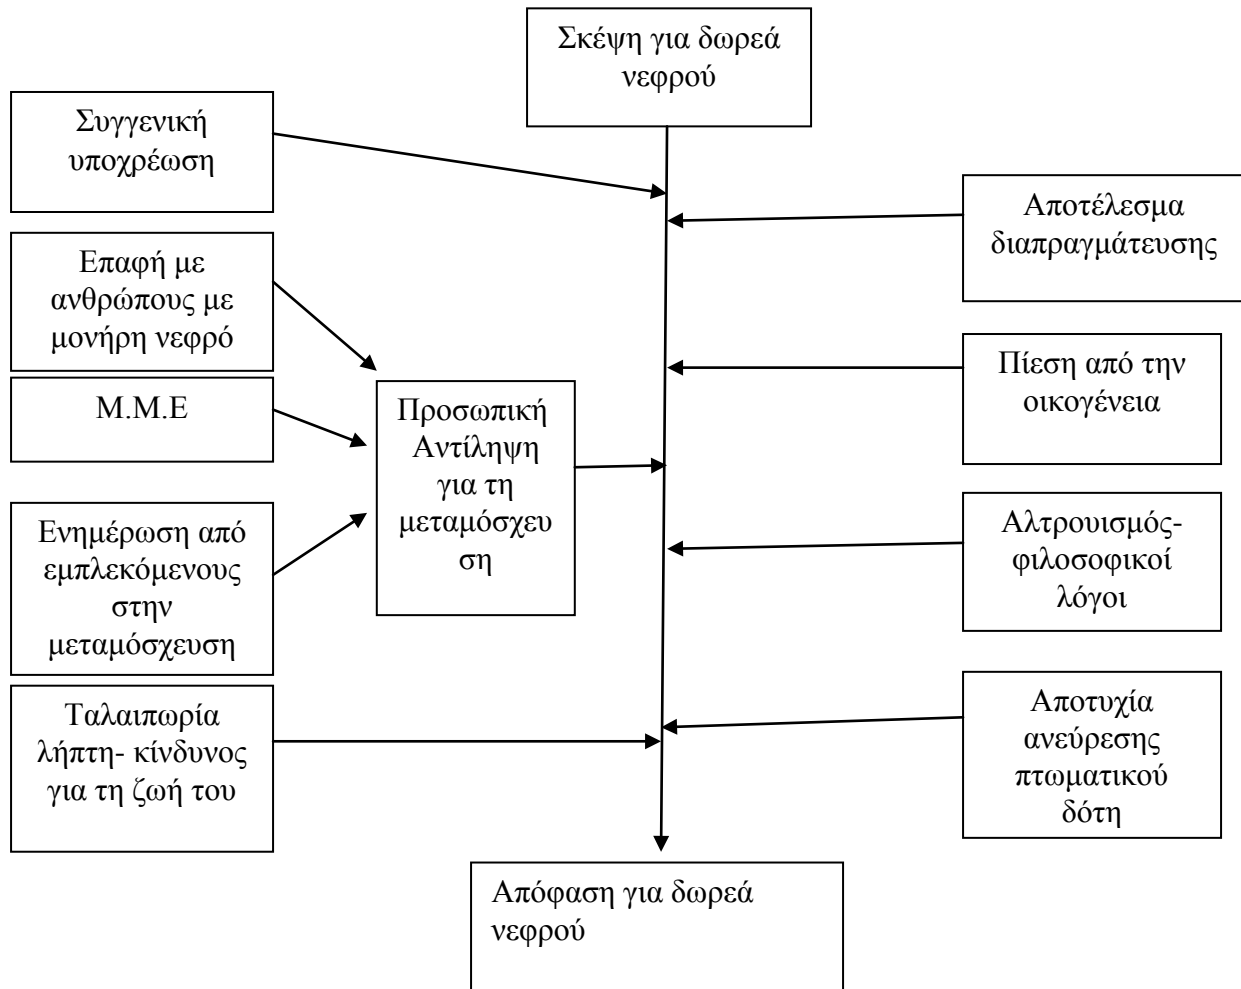 Σκέψη για δωρεά
νεφρού
Συγγενική
υποχρέωση
Αποτέλεσμα
διαπραγμάτευσης
Επαφή με
ανθρώπους με
μονήρη νεφρό
Μ.Μ.Ε
Προσωπική
Αντίληψη
για τη
μεταμόσχευ
ση
Πίεση από την
οικογένεια
Ενημέρωση από
εμπλεκόμενους
στην
μεταμόσχευση
Αλτρουισμός-
φιλοσοφικοί
λόγοι
Ταλαιπωρία
λήπτη- κίνδυνος
για τη ζωή του
Αποτυχία
ανεύρεσης
πτωματικού
δότη
Απόφαση για δωρεά
νεφρού